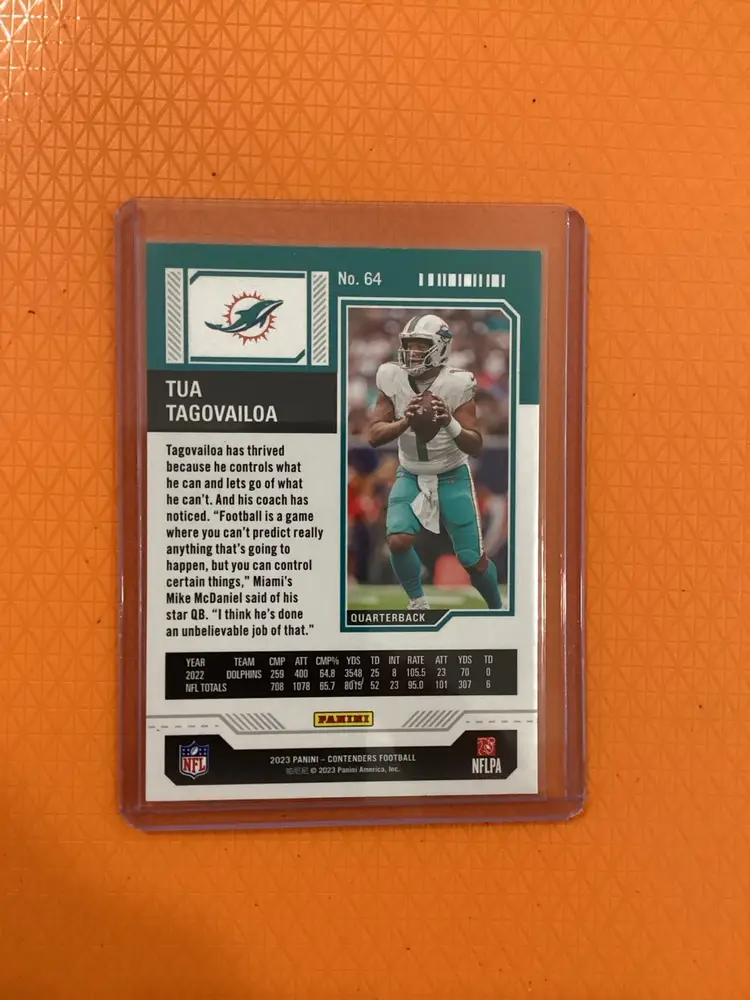 No. 64
TUA
TAGOVAILOA
Tagovailoa has thrived
because he controls what
he can and lets go of what
he can't. And his coach has
noticed. "Football is a game
where you can't predict really
anything that's going to
happen, but you can control
certain things," Miami's
Mike McDaniel said of his
star QB. "I think he's done
an unbelievable job of that."
QUARTERBACK
YEAR TEAM CMP ATT CMP% YDS TD INT RATE ATT YDS TD
2022 DOLPHINS 259 400 64.8 3548 25 8 105.5 23 70 0
NFL TOTALS 708 1078 65.7 8015 52 23 95.0 101 307 6
PANINI
NFL
2023 PANINI – CONTENDERS FOOTBALL
© 2023 Panini America, Inc.
NFLPA